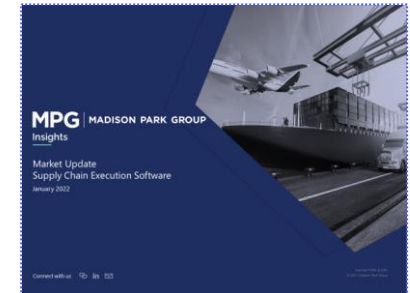 MPG | MADISON PARK GROUP
Insights
Market Update
Supply Chain Execution Software
January 2022
Connect with us